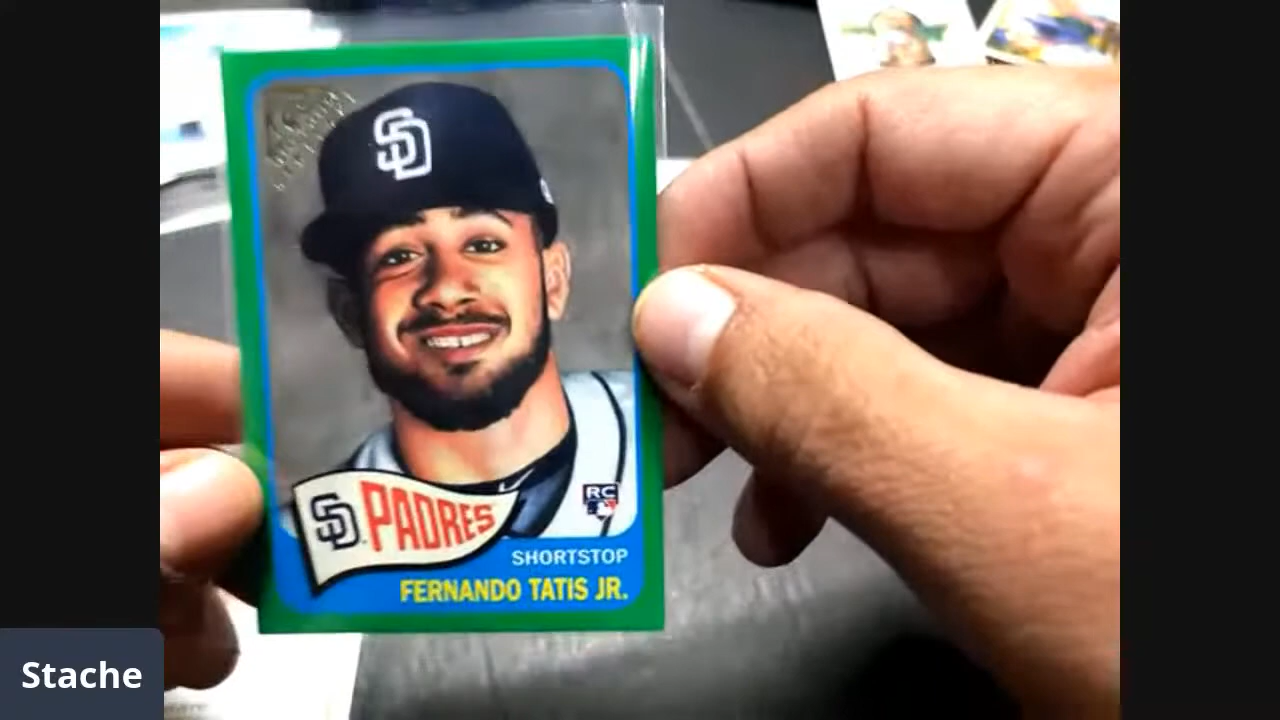 SD
SD PADRES
RC
SHORTSTOP
FERNANDO TATIS JR.
Stache